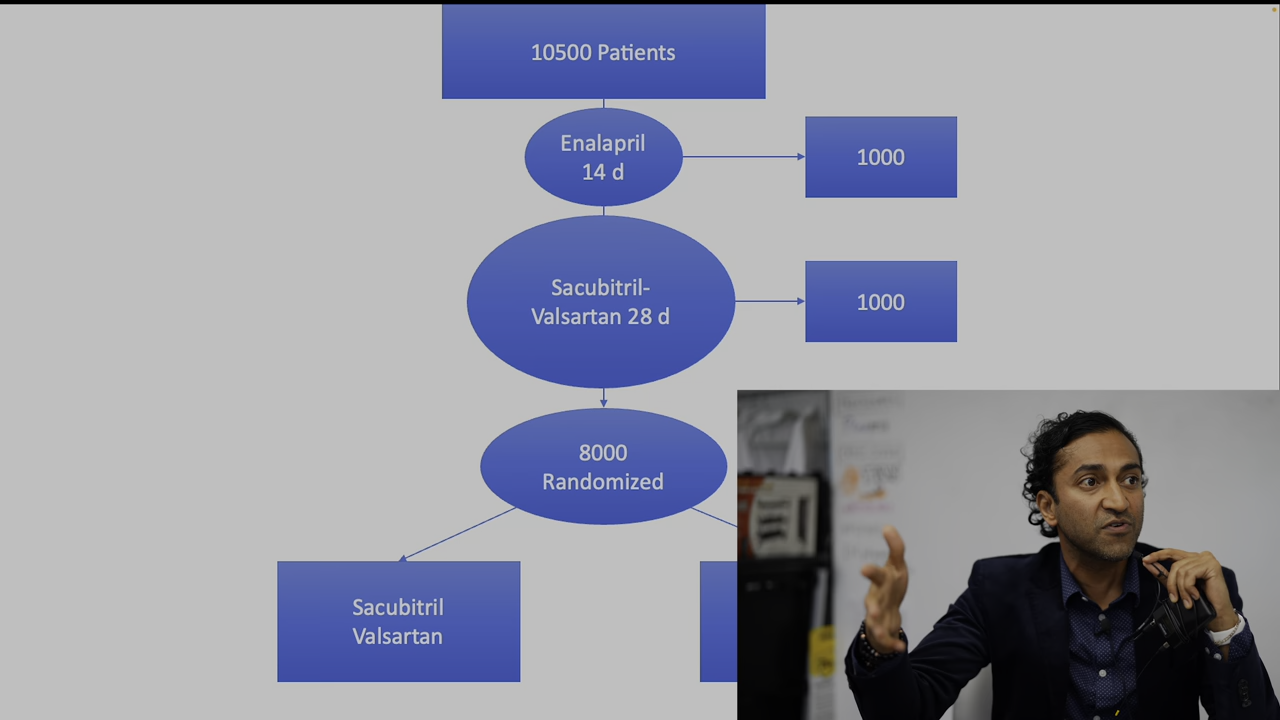 10500 Patients
Enalapril
14 d
1000
Sacubitril-
Valsartan 28 d
1000
8000
Randomized
Sacubitril
Valsartan